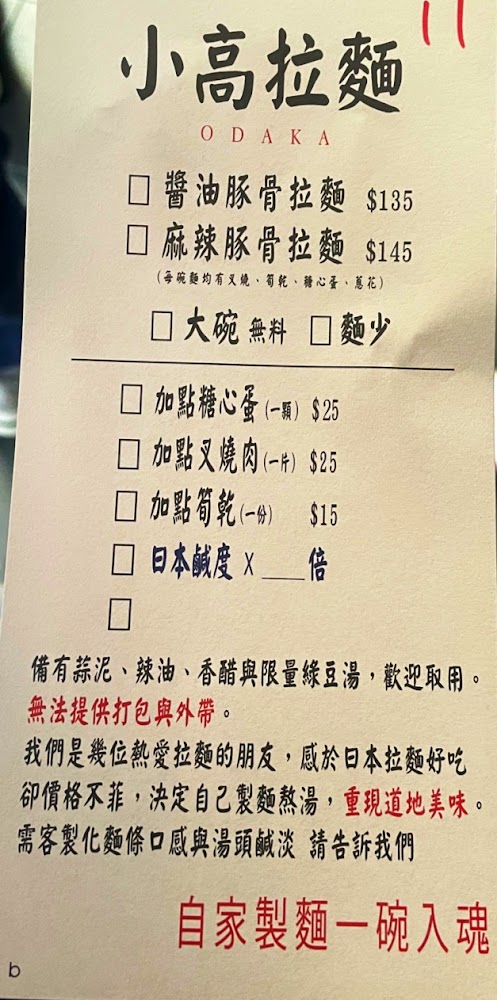 11
小高拉麵
ODAKA
□ 醬油豚骨拉麵 $135
□ 麻辣豚骨拉麵 $145
(每碗麵均有叉燒、筍乾、糖心蛋、蔥花)
□ 大碗 無料 □ 麵少
□ 加點糖心蛋(一顆) $25
□ 加點叉燒肉(一片) $25
□ 加點筍乾(一份) $15
□ 日本鹹度 X ___倍
□
備有蒜泥、辣油、香醋與限量綠豆湯，歡迎取用。
無法提供打包與外帶。
我們是幾位熱愛拉麵的朋友，感於日本拉麵好吃
卻價格不菲，決定自己製麵熬湯，重現道地美味。
需客製化麵條口感與湯頭鹹淡 請告訴我們
自家製麵一碗入魂
b